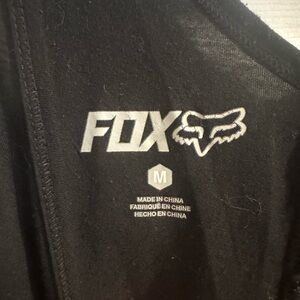 FOX
M
MADE IN CHINA
FABRIQUÉ EN CHINE
HECHO EN CHINA